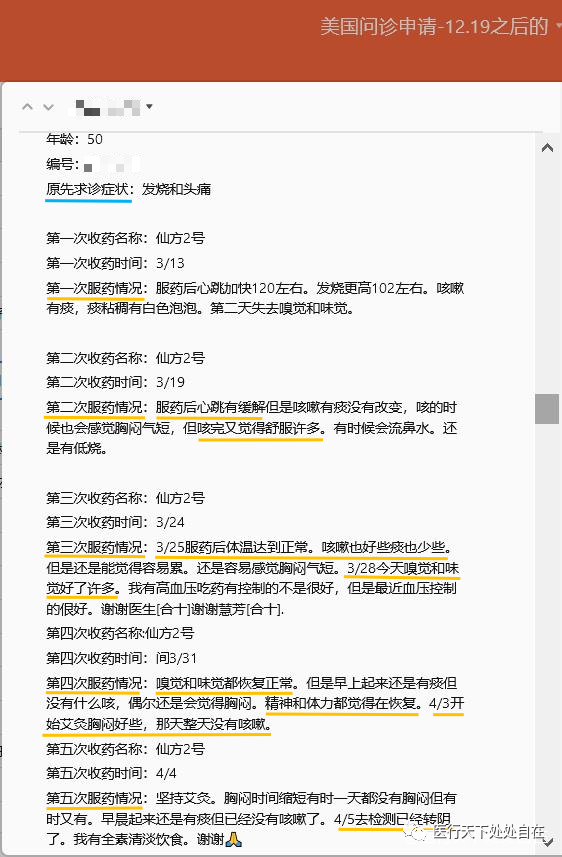 美国问诊申请-12.19之后的
年龄：50
编号：
原先求诊症状：发烧和头痛
第一次收药名称：仙方2号
第一次收药时间：3/13
第一次服药情况：服药后心跳加快120左右。发烧更高102左右。咳嗽
有痰，痰粘稠有白色泡泡。第二天失去嗅觉和味觉。
第二次收药名称：仙方2号
第二次收药时间：3/19
第二次服药情况：服药后心跳有缓解但是咳嗽有痰没有改变，咳的时
候也会感觉胸闷气短，但咳完又觉得舒服许多。有时候会流鼻水。还
是有低烧。
第三次收药名称：仙方2号
第三次收药时间：3/24
第三次服药情况：3/25服药后体温达到正常。咳嗽也好些痰也少些。
但是还是能觉得容易累。还是容易感觉胸闷气短。3/28今天嗅觉和味
觉好了许多。我有高血压吃药有控制的不是很好，但是最近血压控制
的很好。谢谢医生[合十]谢谢慧芳[合十].
第四次收药名称:仙方2号
第四次收药时间：间3/31
第四次服药情况：嗅觉和味觉都恢复正常。但是早上起来还是有痰但
没有什么咳，偶尔还是会觉得胸闷。精神和体力都觉得在恢复。4/3开
始艾灸胸闷好些，那天整天没有咳嗽。
第五次收药名称：仙方2号
第五次收药时间：4/4
第五次服药情况：坚持艾灸。胸闷时间缩短有时一天都没有胸闷但有
时又有。早晨起来还是有痰但已经没有咳嗽了。4/5去检测已经转阴
了。我有全素清淡饮食。谢谢🙏
医行天下处处自在